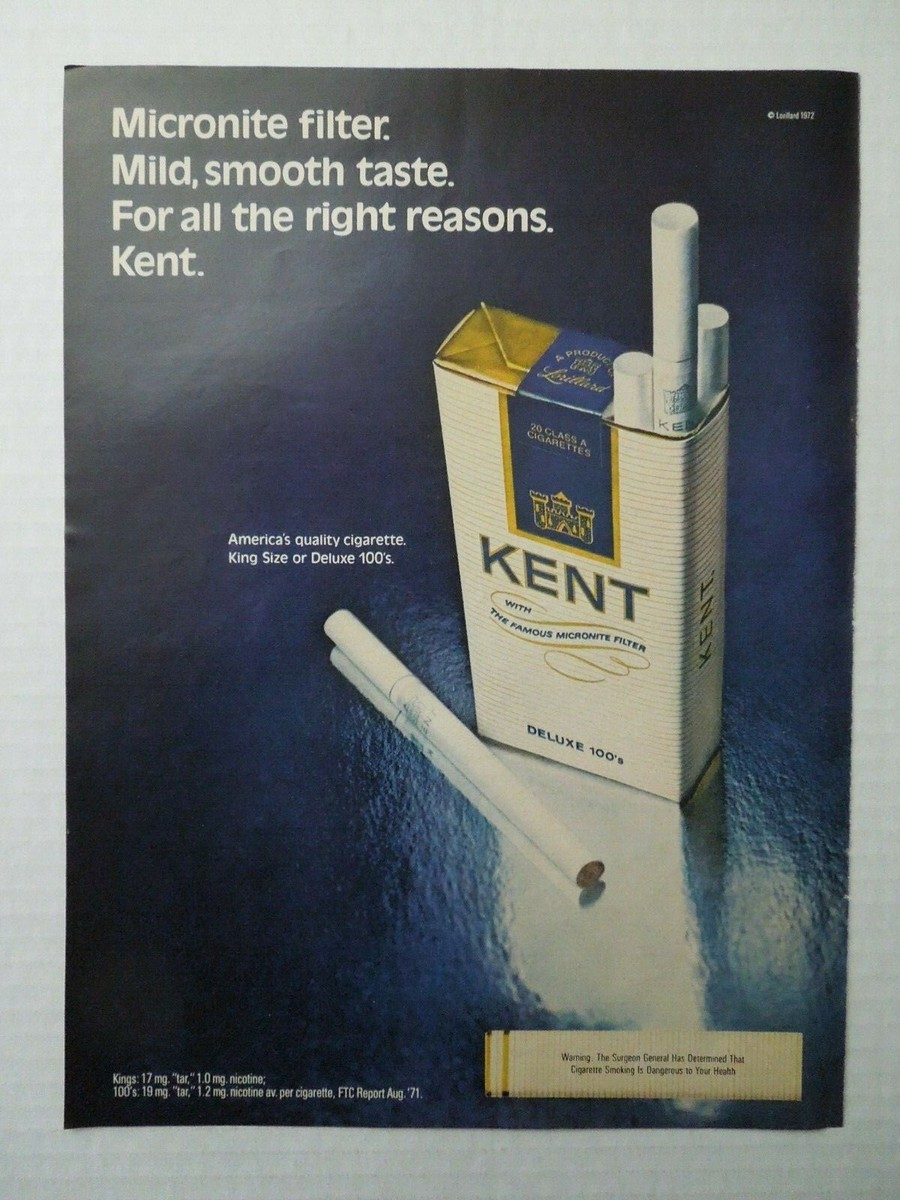 © Lorillard 1972
Micronite filter.
Mild, smooth taste.
For all the right reasons.
Kent.
A PRODUCT OF
Lorillard
20 CLASS A
CIGARETTES
KENT
WITH
THE FAMOUS MICRONITE FILTER
DELUXE 100's
KENT.
America's quality cigarette.
King Size or Deluxe 100's.
Kings: 17 mg. "tar," 1.0 mg. nicotine;
100's: 19 mg. "tar," 1.2 mg. nicotine av. per cigarette, FTC Report Aug. '71.
Warning: The Surgeon General Has Determined That
Cigarette Smoking Is Dangerous to Your Health